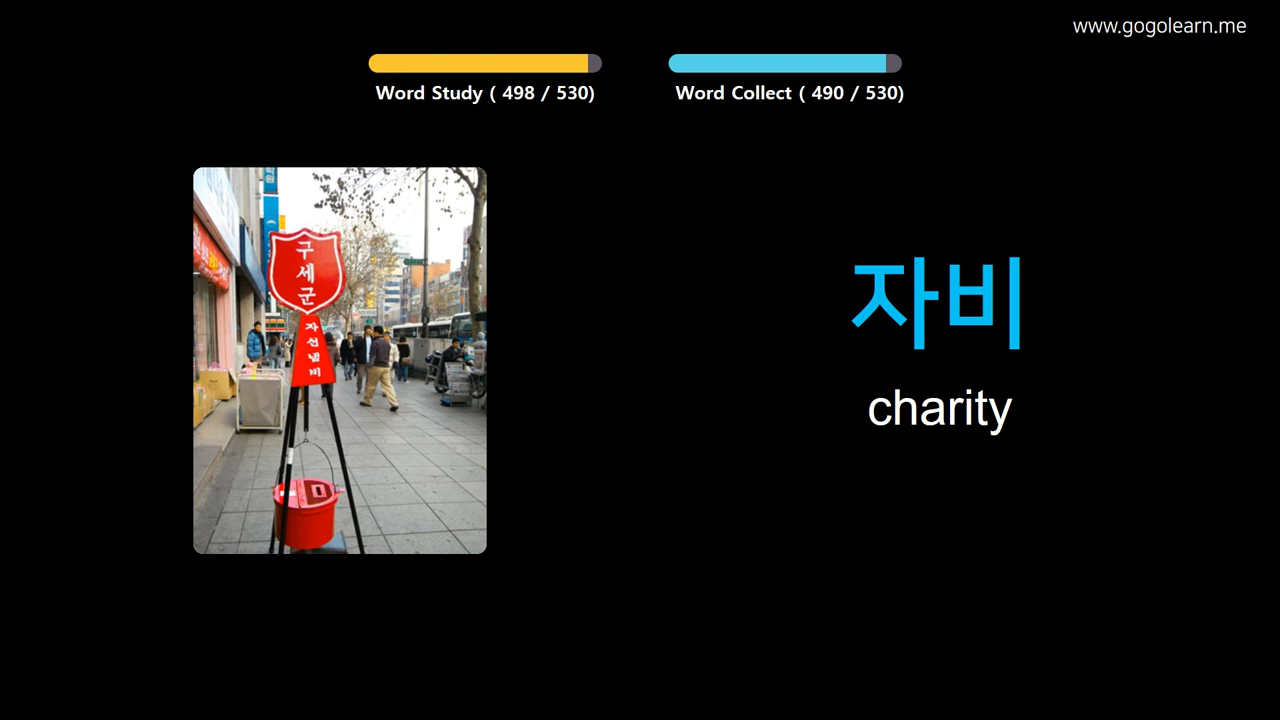 www.gogolearn.me
Word Study ( 498 / 530)
Word Collect ( 490 / 530)
구
세
군
자
선
냄
비
자비
charity